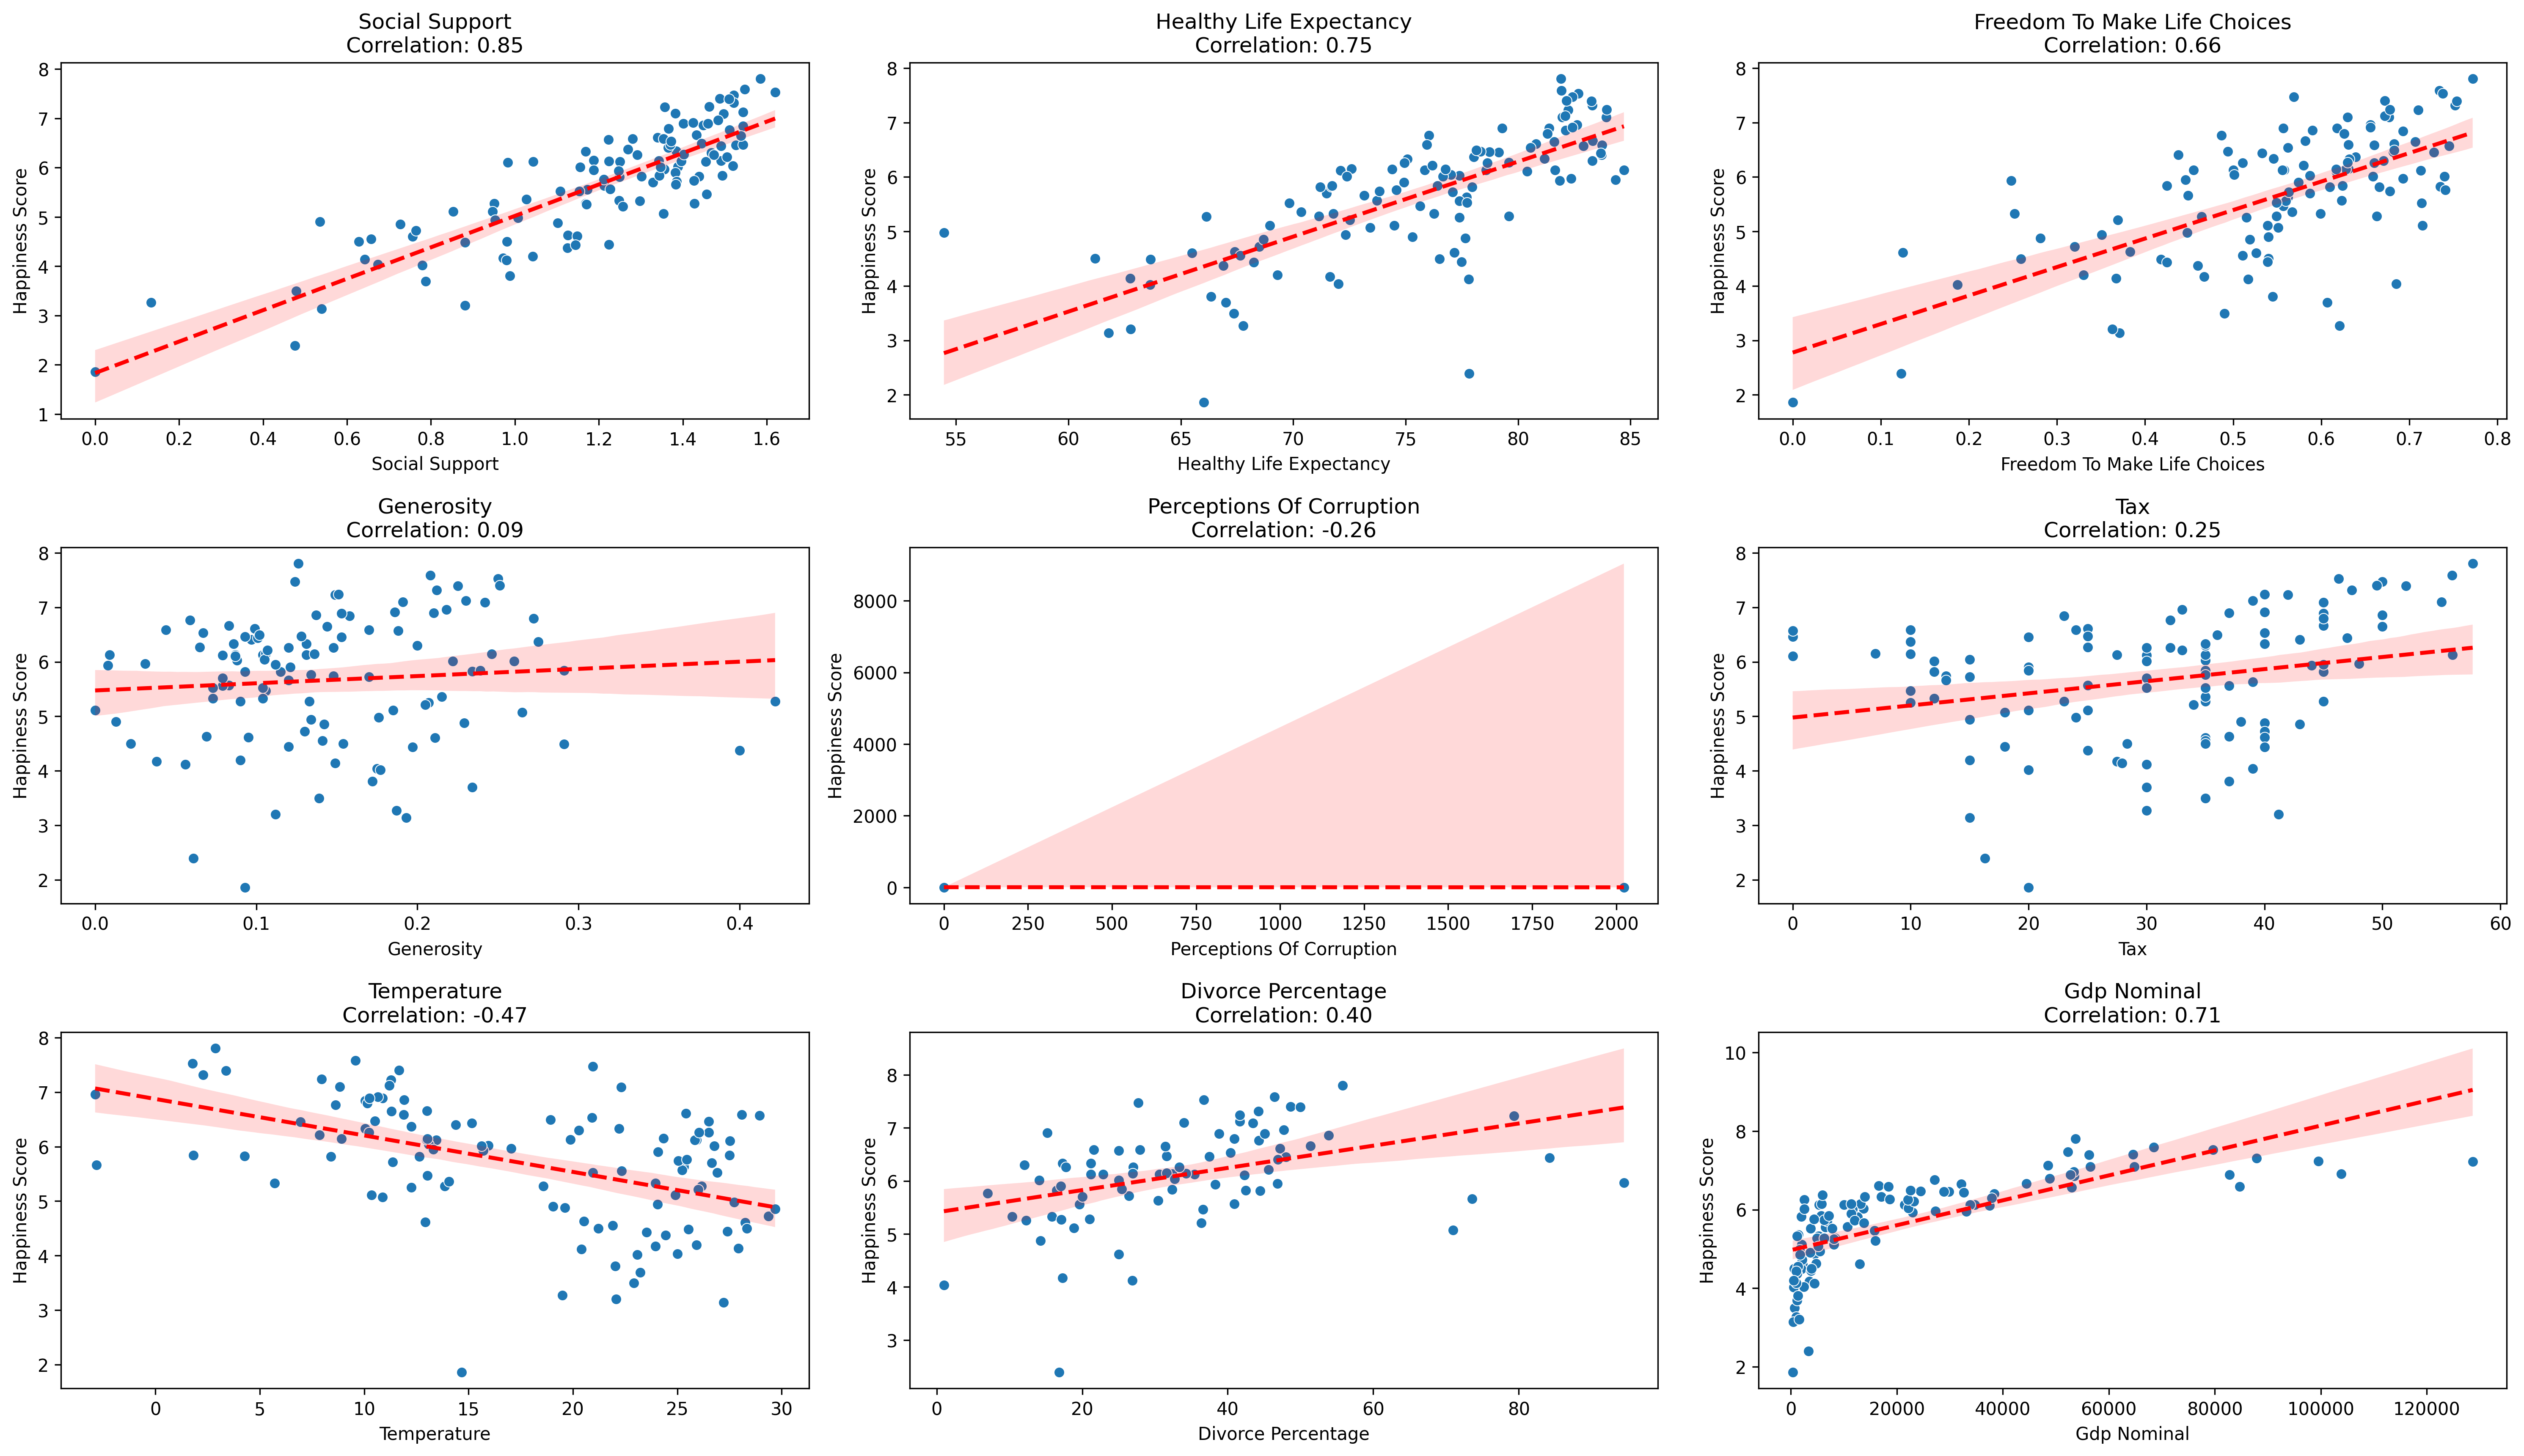 Social Support
Correlation: 0.85
8
7
6
5
4
3
2
1
Happiness Score
0.0 0.2 0.4 0.6 0.8 1.0 1.2 1.4 1.6
Social Support
Healthy Life Expectancy
Correlation: 0.75
8
7
6
5
4
3
2
Happiness Score
55 60 65 70 75 80 85
Healthy Life Expectancy
Freedom To Make Life Choices
Correlation: 0.66
8
7
6
5
4
3
2
Happiness Score
0.0 0.1 0.2 0.3 0.4 0.5 0.6 0.7 0.8
Freedom To Make Life Choices
Generosity
Correlation: 0.09
8
7
6
5
4
3
2
Happiness Score
0.0 0.1 0.2 0.3 0.4
Generosity
Perceptions Of Corruption
Correlation: -0.26
8000
6000
4000
2000
0
Happiness Score
0 250 500 750 1000 1250 1500 1750 2000
Perceptions Of Corruption
Tax
Correlation: 0.25
8
7
6
5
4
3
2
Happiness Score
0 10 20 30 40 50 60
Tax
Temperature
Correlation: -0.47
8
7
6
5
4
3
2
Happiness Score
0 5 10 15 20 25 30
Temperature
Divorce Percentage
Correlation: 0.40
8
7
6
5
4
3
Happiness Score
0 20 40 60 80
Divorce Percentage
Gdp Nominal
Correlation: 0.71
10
8
6
4
2
Happiness Score
0 20000 40000 60000 80000 100000 120000
Gdp Nominal